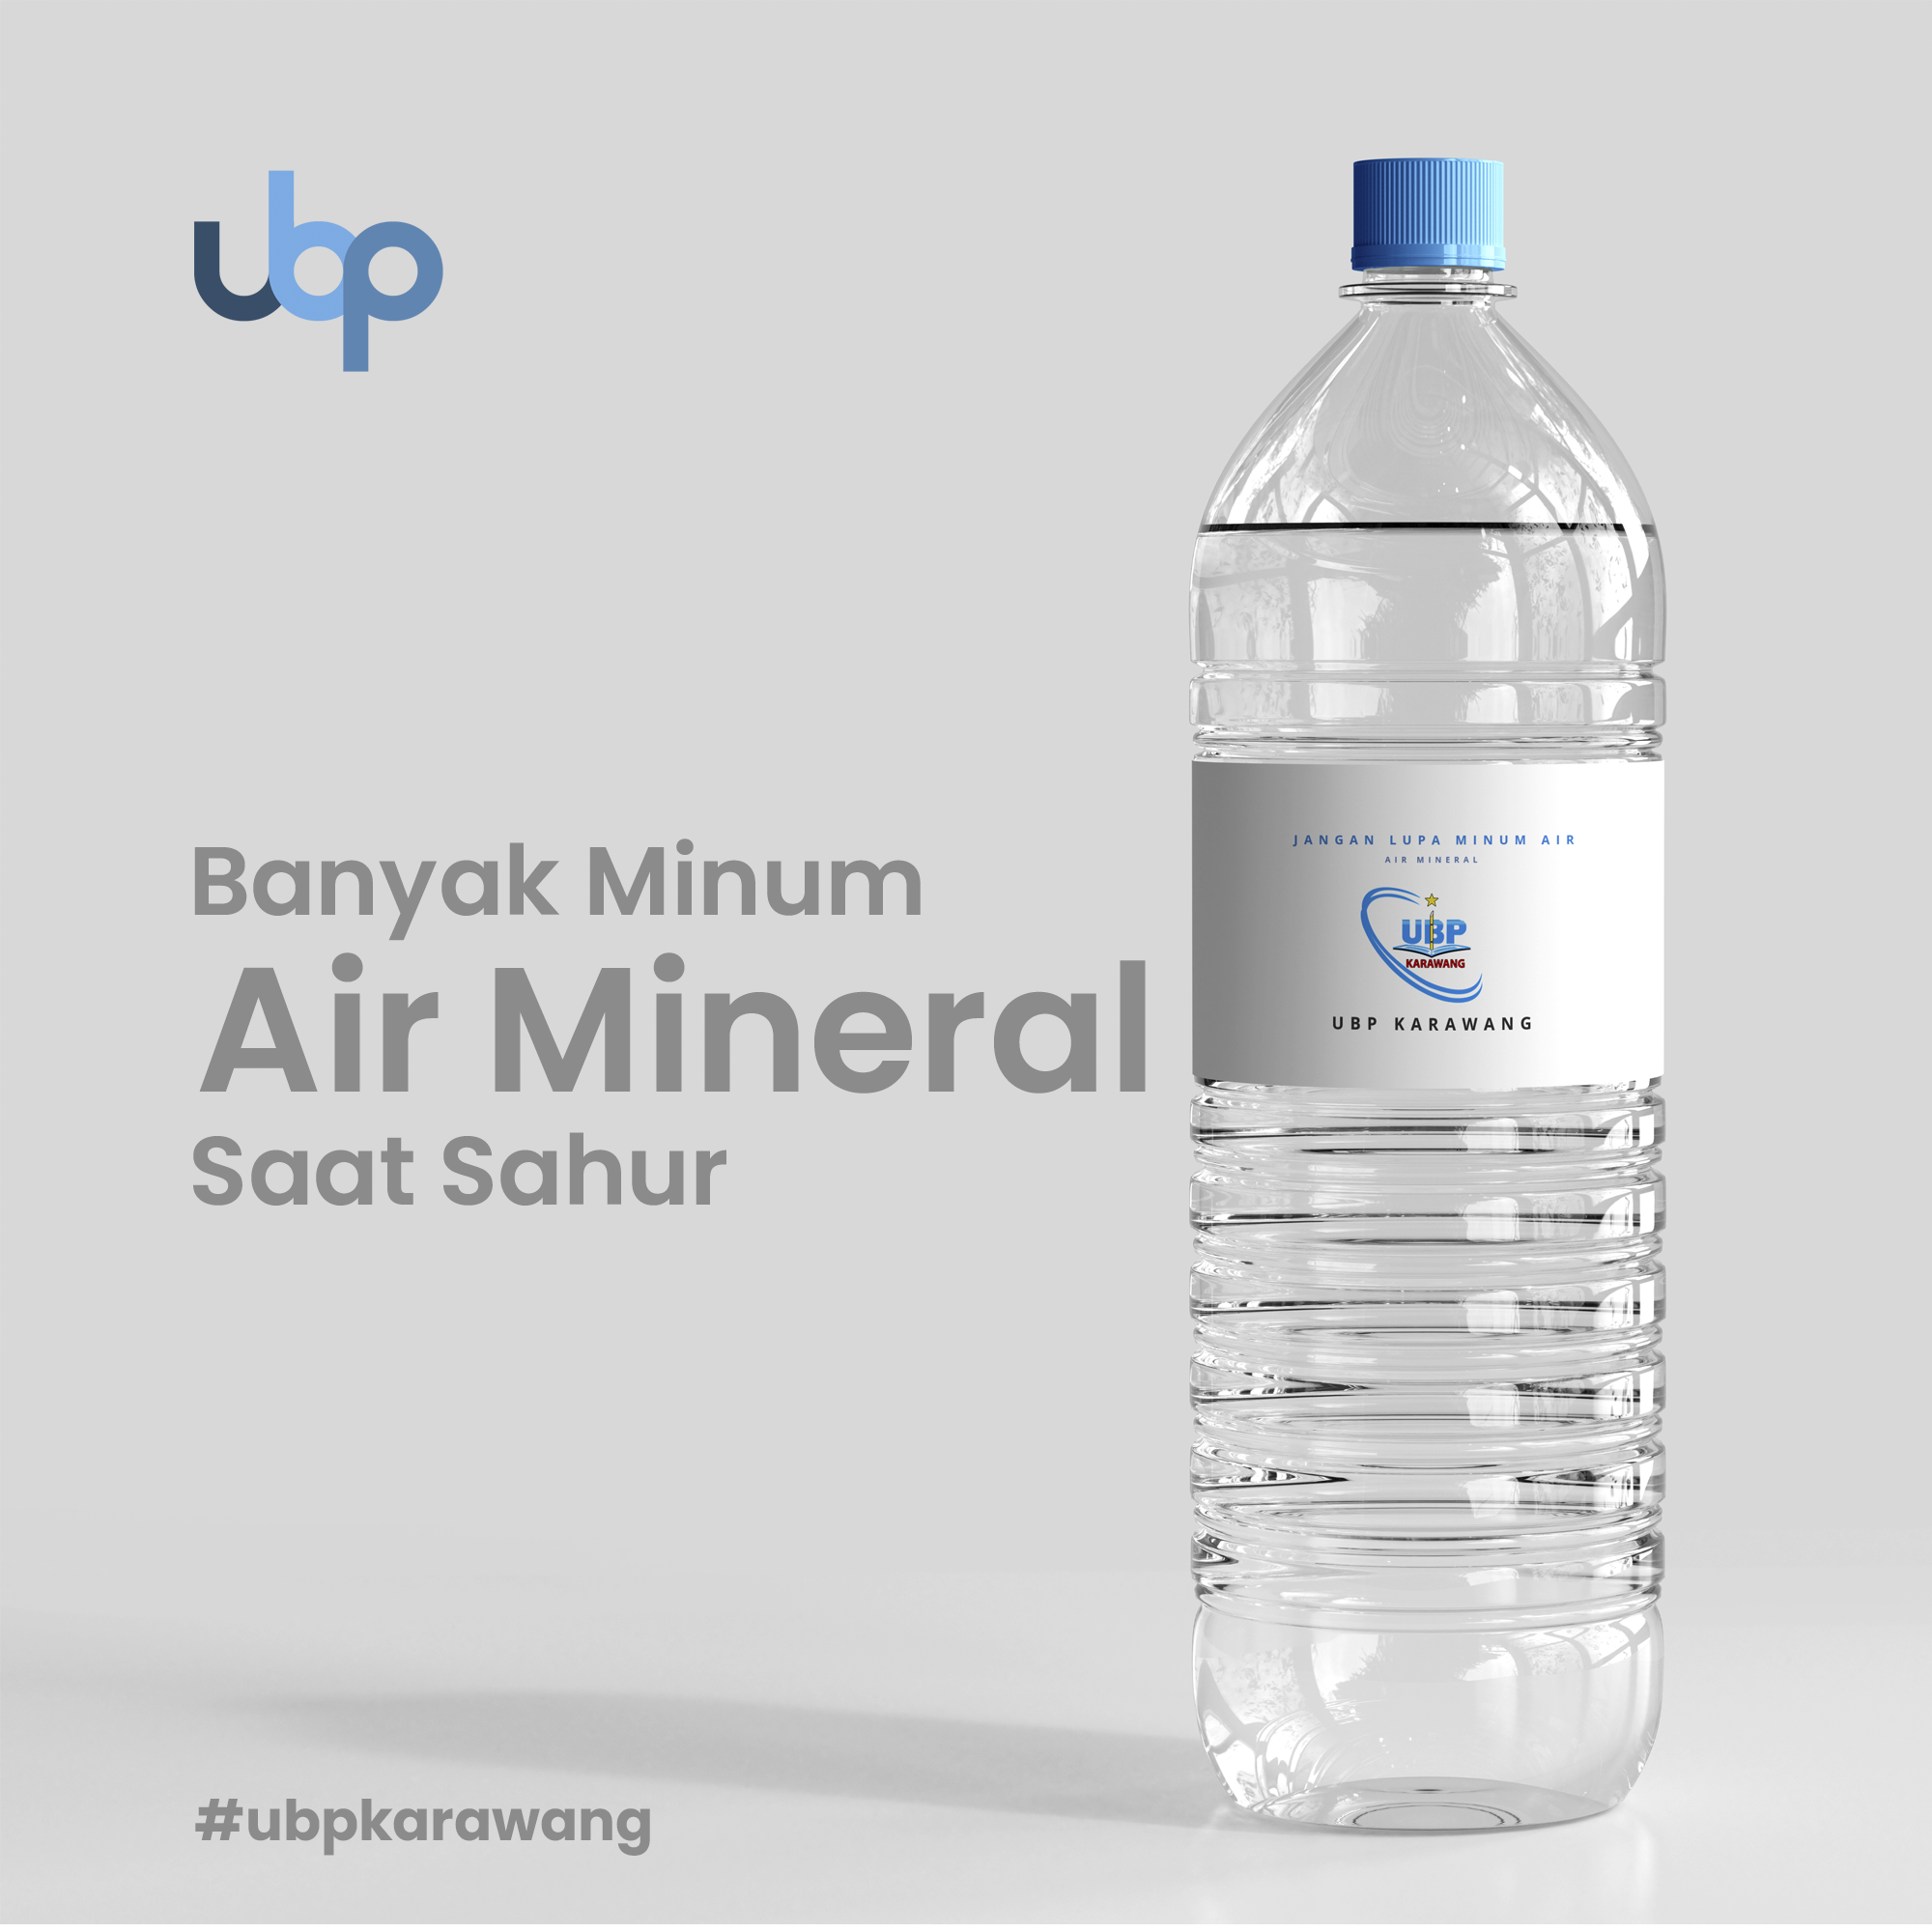 ubp
Banyak Minum
Air Mineral
Saat Sahur
JANGAN LUPA MINUM AIR
AIR MINERAL
UBP
KARAWANG
UBP KARAWANG
#ubpkarawang